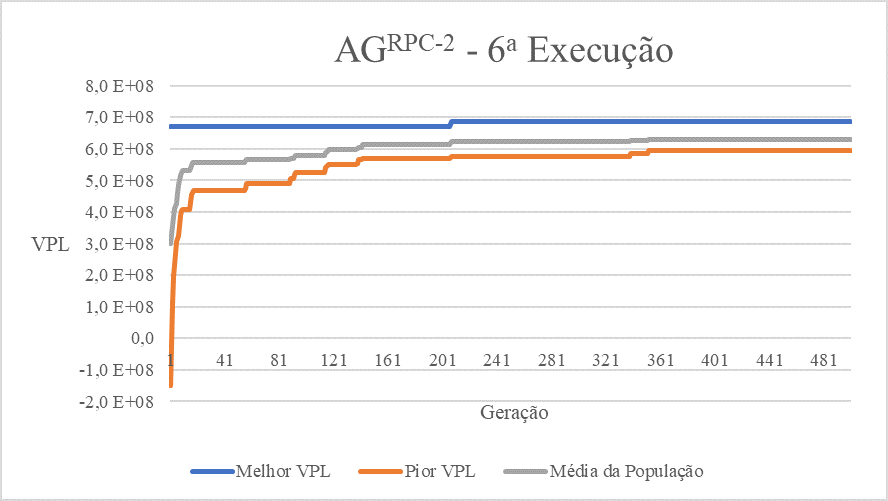 AGRPC-2 - 6ª Execução
8,0 E+08
7,0 E+08
6,0 E+08
5,0 E+08
4,0 E+08
VPL
3,0 E+08
2,0 E+08
1,0 E+08
0,0
1 41 81 121 161 201 241 281 321 361 401 441 481
-1,0 E+08
-2,0 E+08
Geração
Melhor VPL Pior VPL Média da População